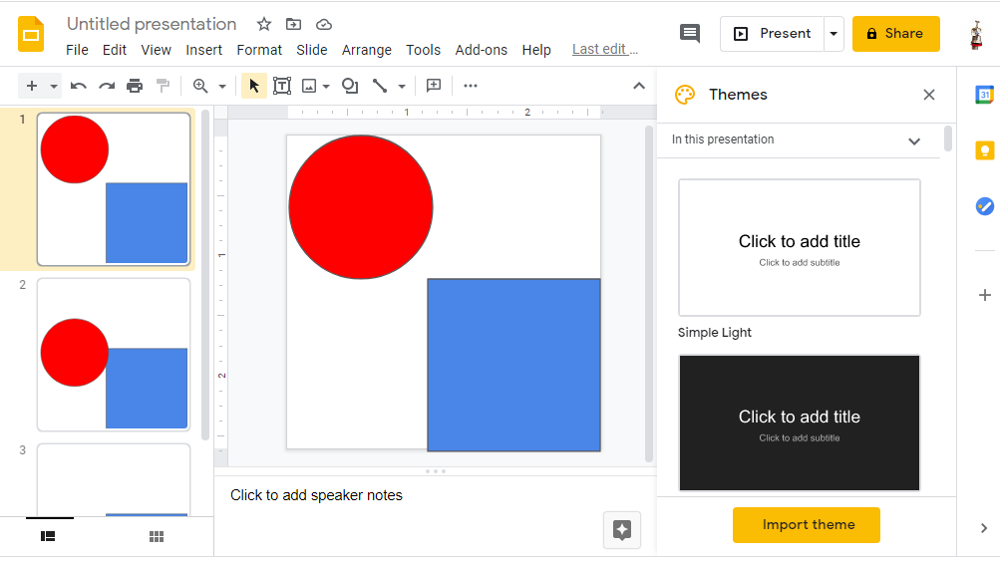 Untitled presentation
File Edit View Insert Format Slide Arrange Tools Add-ons Help Last edit ...
Present
Share
Themes
In this presentation
Click to add title
Click to add subtitle
Simple Light
Click to add title
Click to add subtitle
Import theme
1
2
3
1 2
1
2
Click to add speaker notes
31